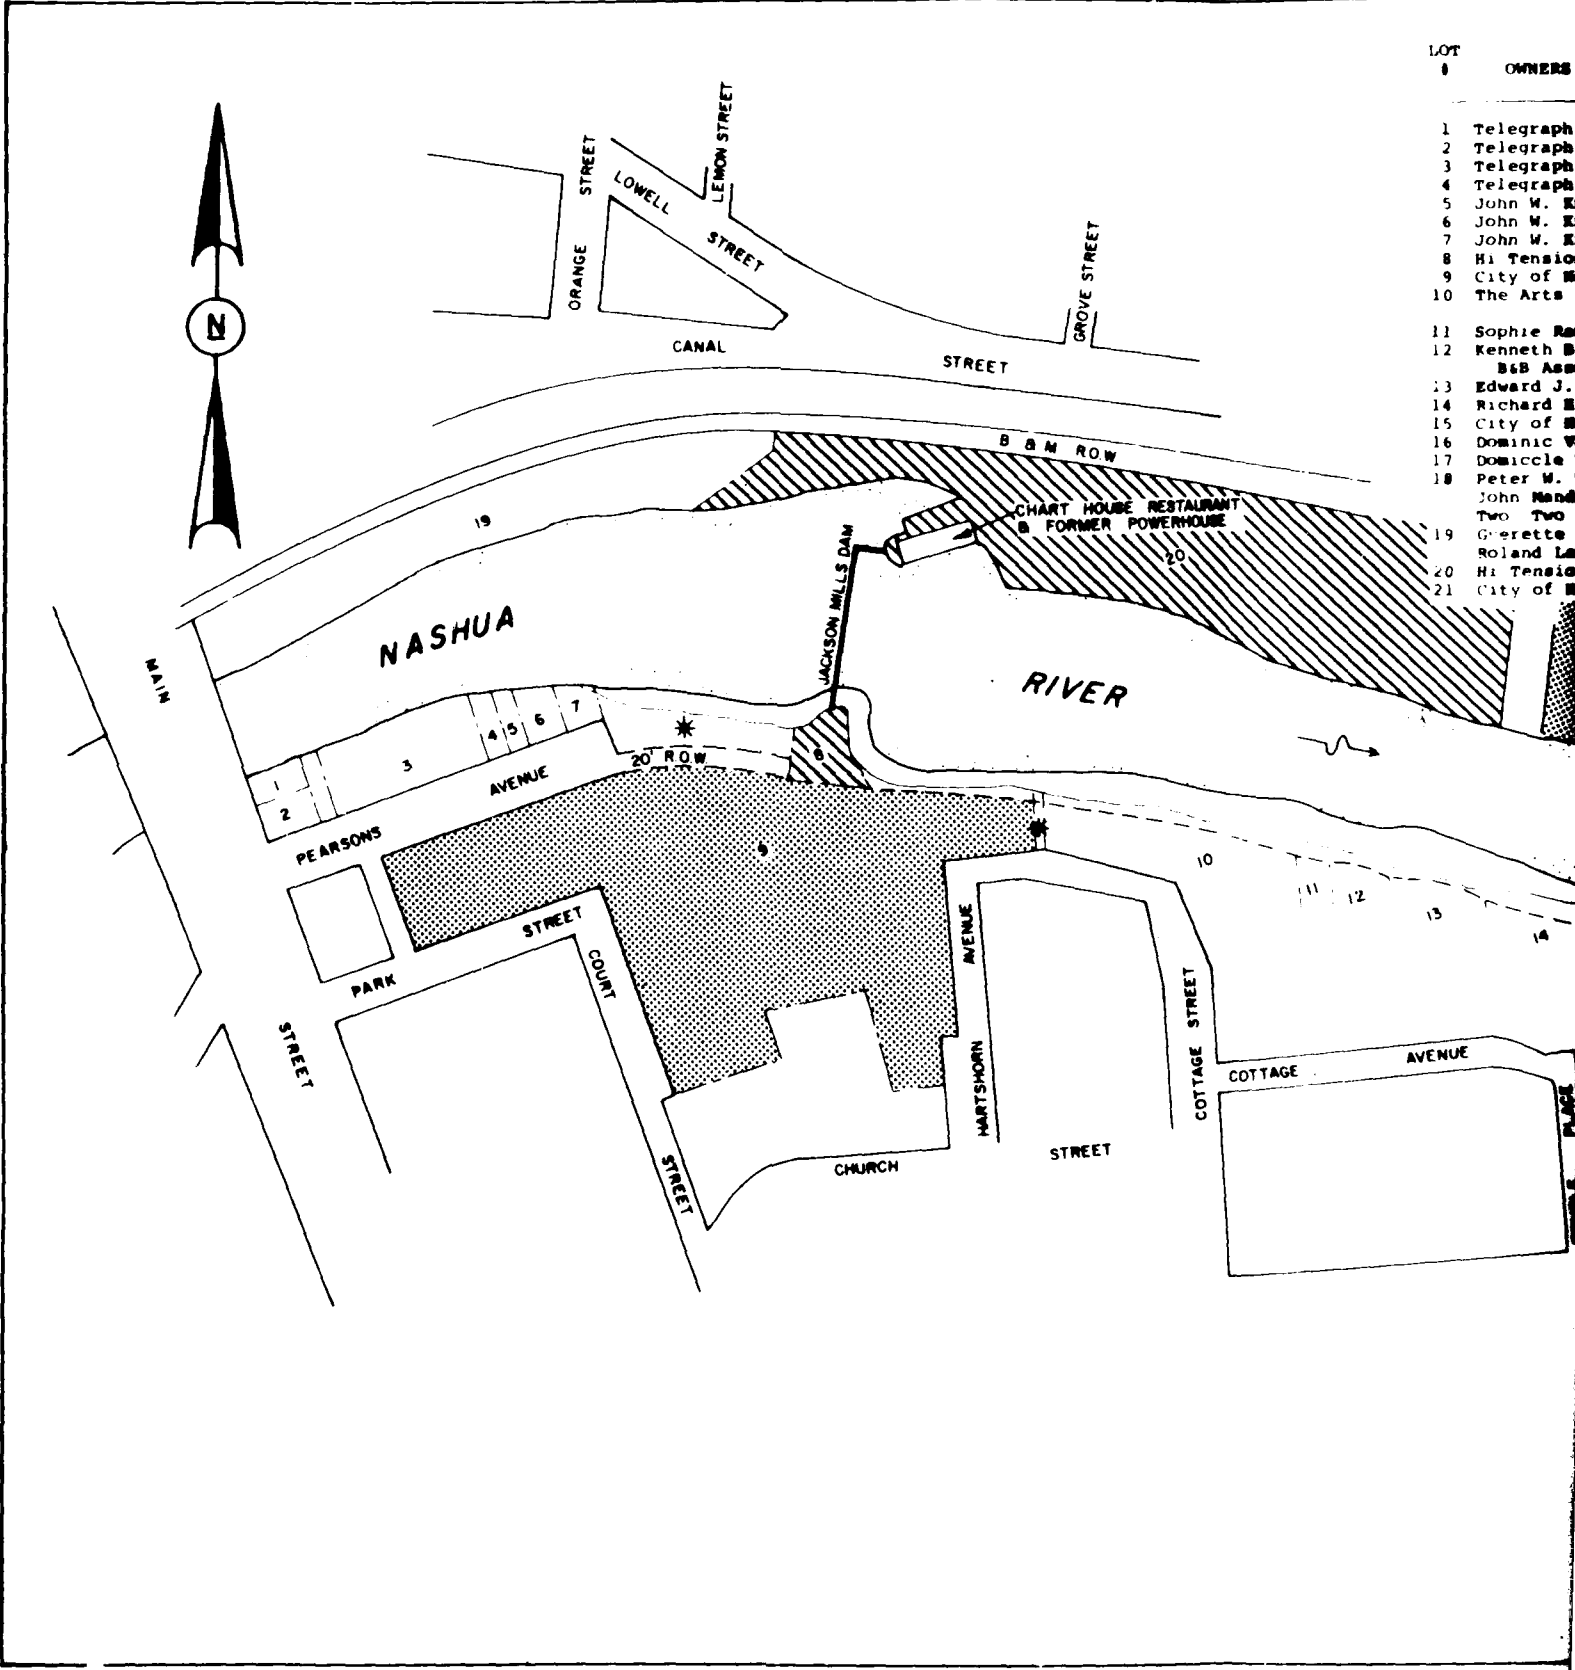 LOT
# OWNERS
1 Telegraph
2 Telegraph
3 Telegraph
4 Telegraph
5 John W.
6 John W.
7 John W.
8 Hi Tensio
9 City of
10 The Arts
11 Sophie
12 Kenneth
B&B
13 Edward J.
14 Richard
15 City of
16 Dominic
17 Domiccle
18 Peter W.
John
Two Two
19
Roland
20 Hi Tensio
21 City of
LEMON STREET
ORANGE STREET
LOWELL STREET
GROVE STREET
CANAL STREET
B & M R.O.W
N
19
CHART HOUSE RESTAURANT
& FORMER POWERHOUSE
20
JACKSON MILLS DAM
NASHUA RIVER
MAIN STREET
1
2
3
4
5
6
7
20' R.O.W.
8
PEARSONS AVENUE
9
10
11
12
13
14
PARK STREET
COURT STREET
HARTSHORN AVENUE
COTTAGE STREET
COTTAGE AVENUE
CHURCH STREET
PLACE